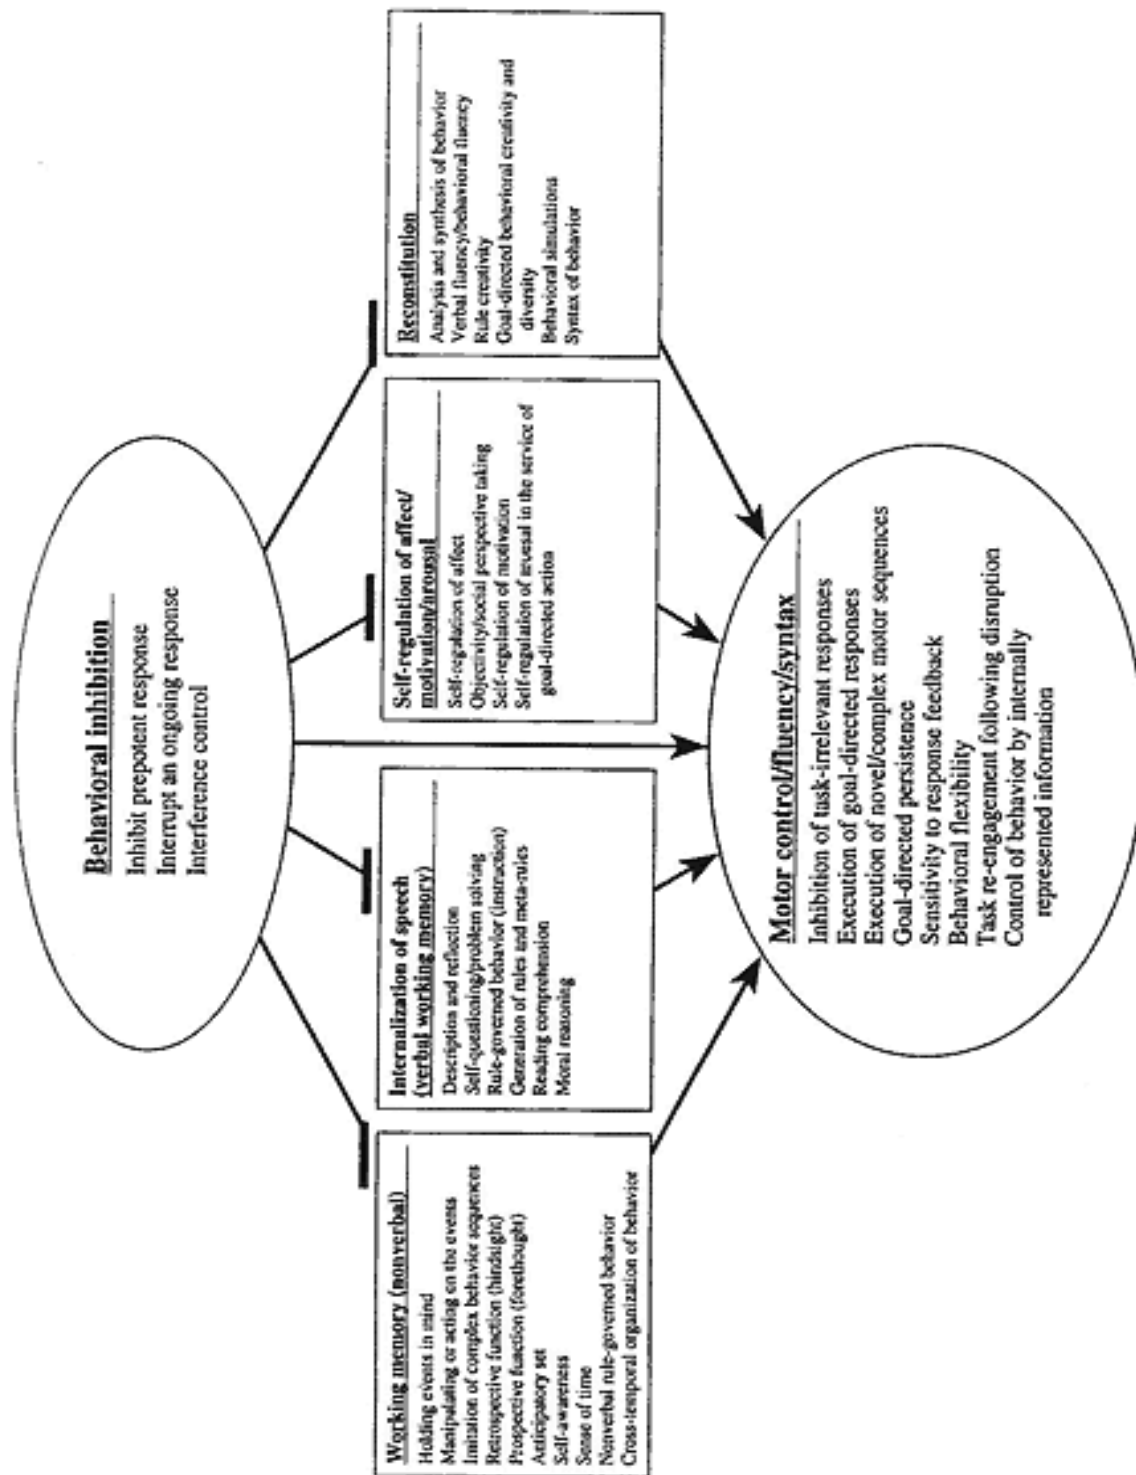 Behavioral inhibition
Inhibit prepotent response
Interrupt an ongoing response
Interference control
Working memory (nonverbal)
Holding events in mind
Manipulating or acting on the events
Imitation of complex behavior sequences
Retrospective function (hindsight)
Prospective function (forethought)
Anticipatory set
Self-awareness
Sense of time
Nonverbal rule-governed behavior
Cross-temporal organization of behavior
Internalization of speech
(verbal working memory)
Description and reflection
Self-questioning/problem solving
Rule-governed behavior (instruction)
Generation of rules and meta-rules
Reading comprehension
Moral reasoning
Self-regulation of affect/
motivation/arousal
Self-regulation of affect
Objectivity/social perspective taking
Self-regulation of motivation
Self-regulation of arousal in the service of
goal-directed action
Reconstitution
Analysis and synthesis of behavior
Verbal fluency/behavioral fluency
Rule creativity
Goal-directed behavioral creativity and
diversity
Behavioral simulations
Syntax of behavior
Motor control/fluency/syntax
Inhibition of task-irrelevant responses
Execution of goal-directed responses
Execution of novel/complex motor sequences
Goal-directed persistence
Sensitivity to response feedback
Behavioral flexibility
Task re-engagement following disruption
Control of behavior by internally
represented information